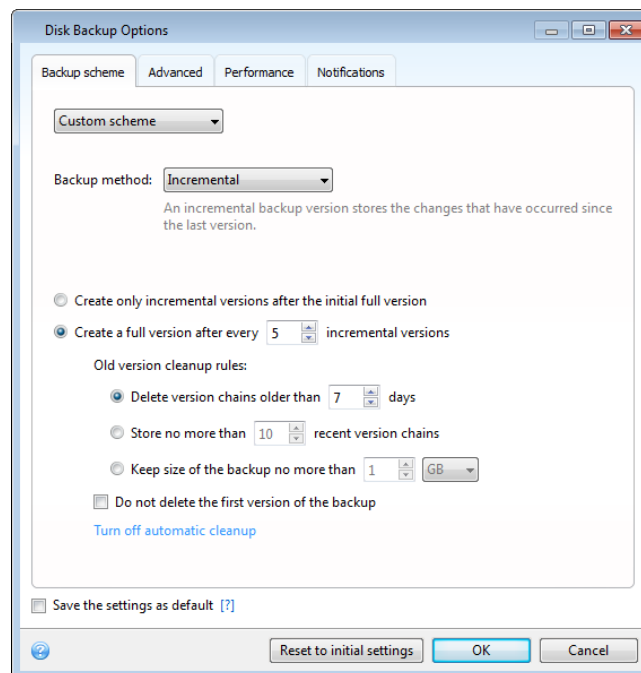 Disk Backup Options
Backup scheme Advanced Performance Notifications
Custom scheme
Backup method: Incremental
An incremental backup version stores the changes that have occurred since
the last version.
Create only incremental versions after the initial full version
Create a full version after every 5 incremental versions
Old version cleanup rules:
Delete version chains older than 7 days
Store no more than 10 recent version chains
Keep size of the backup no more than 1 GB
Do not delete the first version of the backup
Turn off automatic cleanup
Save the settings as default [?]
? Reset to initial settings OK Cancel